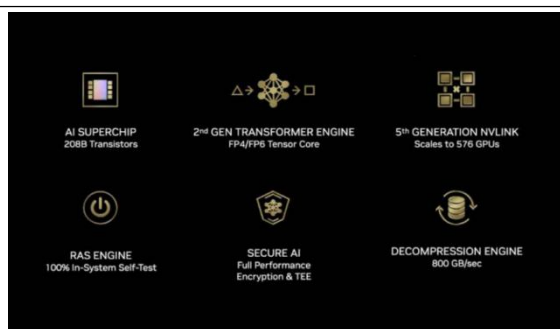 AI SUPERCHIP
208B Transistors
2nd GEN TRANSFORMER ENGINE
FP4/FP6 Tensor Core
5th GENERATION NVLINK
Scales to 576 GPUs
RAS ENGINE
100% In-System Self-Test
SECURE AI
Full Performance
Encryption & TEE
DECOMPRESSION ENGINE
800 GB/sec